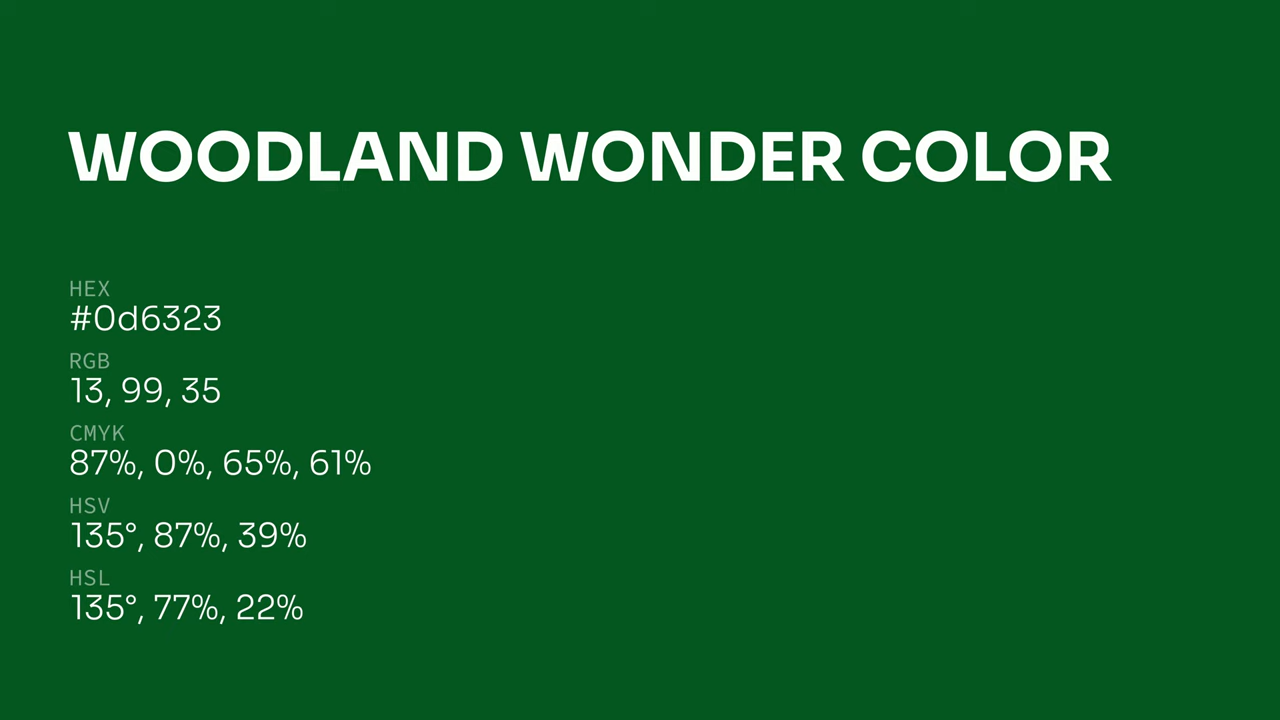 WOODLAND WONDER COLOR
HEX
#0d6323
RGB
13, 99, 35
CMYK
87%, 0%, 65%, 61%
HSV
135°, 87%, 39%
HSL
135°, 77%, 22%